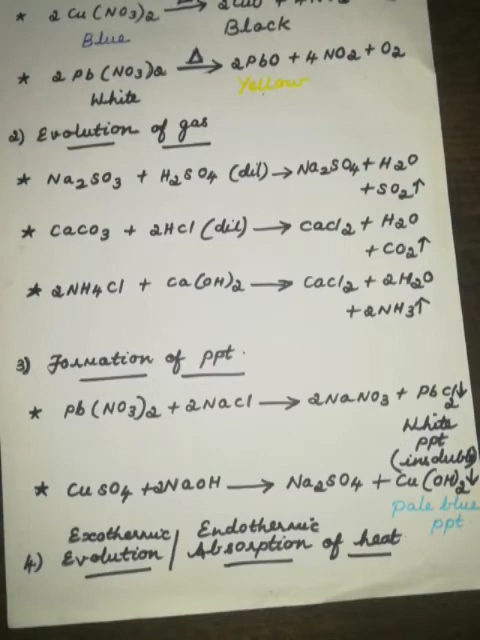 * 2 Cu(NO3)2 ⟶ 2CuO +
Blue Black
* 2 Pb(NO3)2 Δ⟶ 2PbO + 4NO2 + O2
White Yellow
2) Evolution of gas
* Na2SO3 + H2SO4 (dil) ⟶ Na2SO4 + H2O
+ SO2↑
* CaCO3 + 2HCl (dil) ⟶ CaCl2 + H2O
+ CO2↑
* 2NH4Cl + Ca(OH)2 ⟶ CaCl2 + 2H2O
+ 2NH3↑
3) Formation of ppt.
* Pb(NO3)2 + 2NaCl ⟶ 2NaNO3 + PbCl2↓
White
ppt
(insoluble)
* CuSO4 + 2NaOH ⟶ Na2SO4 + Cu(OH)2↓
pale blue
ppt.
Exothermic / Endothermic
4.) Evolution / Absorption of heat